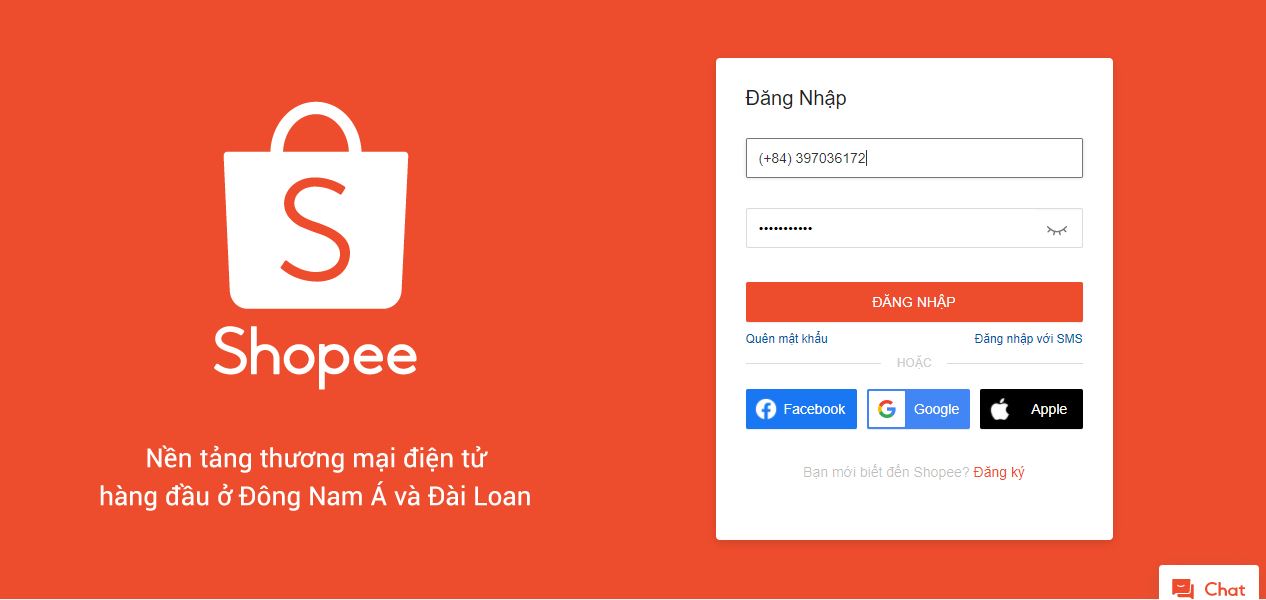 S
Shopee
Nền tảng thương mại điện tử
hàng đầu ở Đông Nam Á và Đài Loan
Đăng Nhập
(+84) 397036172
•••••••••••
ĐĂNG NHẬP
Quên mật khẩu
Đăng nhập với SMS
HOẶC
Facebook
Google
Apple
Bạn mới biết đến Shopee? Đăng ký
Chat